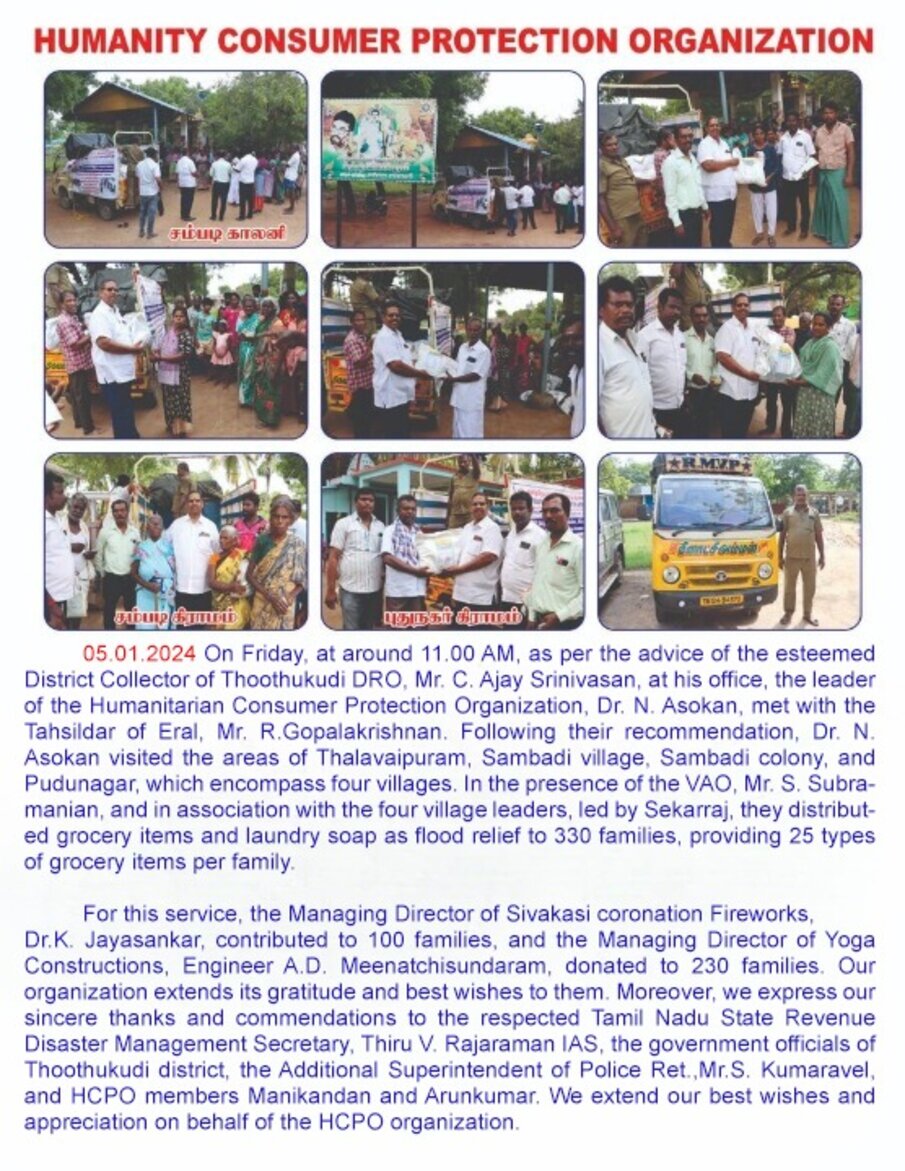 HUMANITY CONSUMER PROTECTION ORGANIZATION
சம்படி காலனி
சம்படி கிராமம்
புதுநகர் கிராமம்
R.M.V.P
மீனாட்சிஅம்மன்
05.01.2024 On Friday, at around 11.00 AM, as per the advice of the esteemed
District Collector of Thoothukudi DRO, Mr. C. Ajay Srinivasan, at his office, the leader
of the Humanitarian Consumer Protection Organization, Dr. N. Asokan, met with the
Tahsildar of Eral, Mr. R.Gopalakrishnan. Following their recommendation, Dr. N.
Asokan visited the areas of Thalavaipuram, Sambadi village, Sambadi colony, and
Pudunagar, which encompass four villages. In the presence of the VAO, Mr. S. Subra-
manian, and in association with the four village leaders, led by Sekarraj, they distribut-
ed grocery items and laundry soap as flood relief to 330 families, providing 25 types
of grocery items per family.
For this service, the Managing Director of Sivakasi coronation Fireworks,
Dr.K. Jayasankar, contributed to 100 families, and the Managing Director of Yoga
Constructions, Engineer A.D. Meenatchisundaram, donated to 230 families. Our
organization extends its gratitude and best wishes to them. Moreover, we express our
sincere thanks and commendations to the respected Tamil Nadu State Revenue
Disaster Management Secretary, Thiru V. Rajaraman IAS, the government officials of
Thoothukudi district, the Additional Superintendent of Police Ret.,Mr.S. Kumaravel,
and HCPO members Manikandan and Arunkumar. We extend our best wishes and
appreciation on behalf of the HCPO organization.